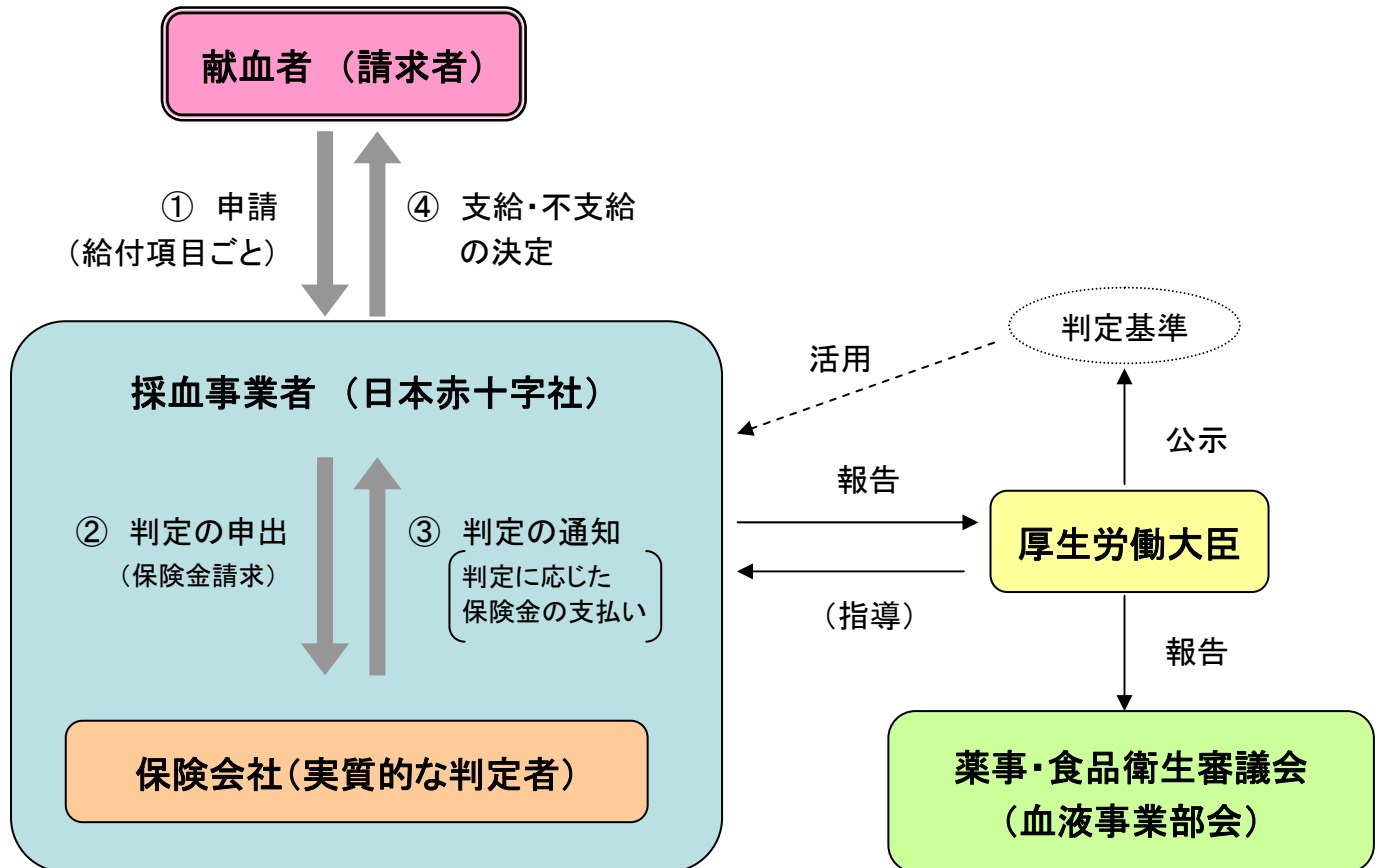 献血者 （請求者）
① 申請
（給付項目ごと）
④ 支給・不支給
の決定
採血事業者 （日本赤十字社）
② 判定の申出
（保険金請求）
③ 判定の通知
判定に応じた
保険金の支払い
保険会社（実質的な判定者）
判定基準
活用
公示
報告
厚生労働大臣
（指導）
報告
薬事・食品衛生審議会
（血液事業部会）